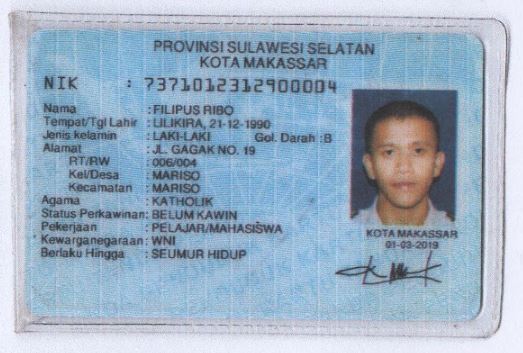 PROVINSI SULAWESI SELATAN
KOTA MAKASSAR
NIK : 7371012312900004
Nama : FILIPUS RIBO
Tempat/Tgl Lahir : LILIKIRA, 21-12-1990
Jenis kelamin : LAKI-LAKI Gol. Darah : B
Alamat : JL. GAGAK NO. 19
RT/RW : 006/004
Kel/Desa : MARISO
Kecamatan : MARISO
Agama : KATHOLIK
Status Perkawinan: BELUM KAWIN
Pekerjaan : PELAJAR/MAHASISWA
Kewarganegaraan: WNI
Berlaku Hingga : SEUMUR HIDUP
KOTA MAKASSAR
01-03-2019